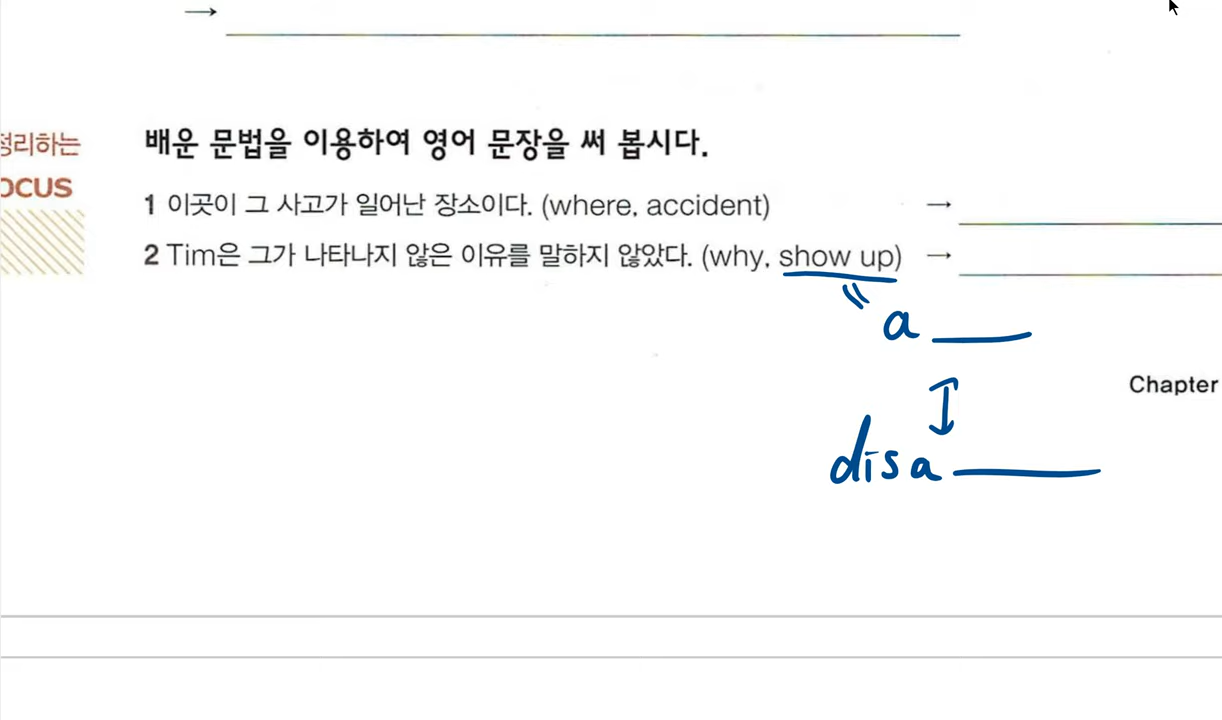 →
정리하는
OCUS
배운 문법을 이용하여 영어 문장을 써 봅시다.
1 이곳이 그 사고가 일어난 장소이다. (where, accident) →
2 Tim은 그가 나타나지 않은 이유를 말하지 않았다. (why, show up) →
a
disa
Chapter